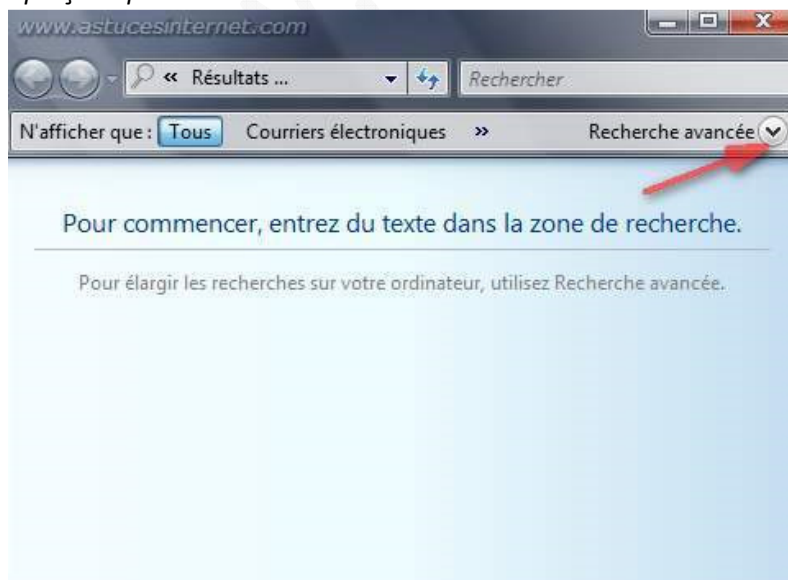 www.astucesinternet.com
« Résultats ... Rechercher
N'afficher que : Tous Courriers électroniques » Recherche avancée
Pour commencer, entrez du texte dans la zone de recherche.
Pour élargir les recherches sur votre ordinateur, utilisez Recherche avancée.